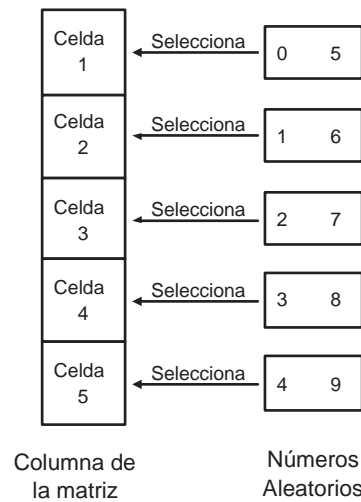 Celda
1
Selecciona
0 5
Celda
2
Selecciona
1 6
Celda
3
Selecciona
2 7
Celda
4
Selecciona
3 8
Celda
5
Selecciona
4 9
Columna de
la matriz
Números
Aleatorios